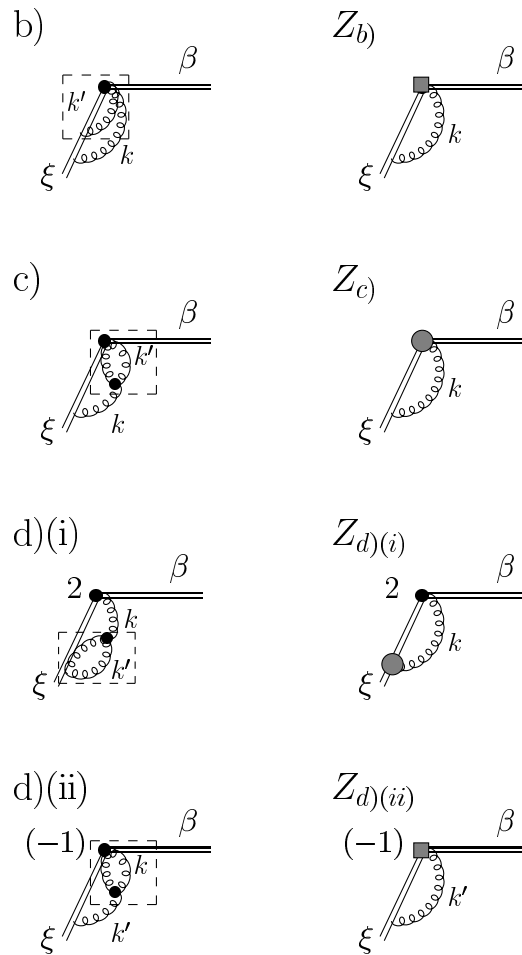 b) Z_{b)}
β β
k′
k k
ξ ξ
c) Z_{c)}
β β
k′
k k
ξ ξ
d)(i) Z_{d)(i)}
2 β 2 β
k k
k′
ξ ξ
d)(ii) Z_{d)(ii)}
(−1) β (−1) β
k
k′ k′
ξ ξ